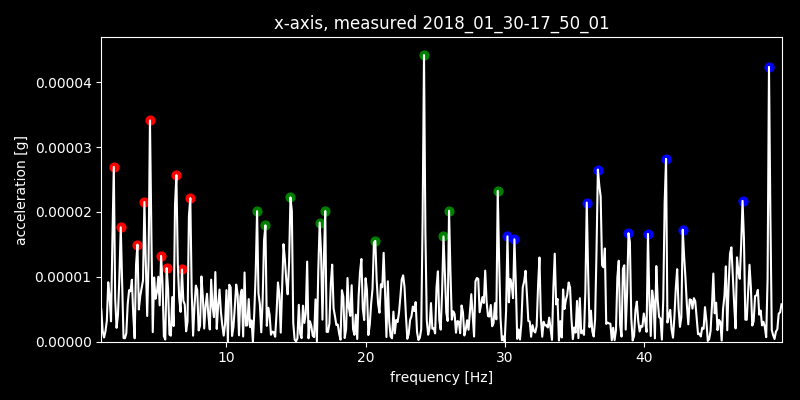 x-axis, measured 2018_01_30-17_50_01
acceleration [g]
0.00004
0.00003
0.00002
0.00001
0.00000
10 20 30 40
frequency [Hz]